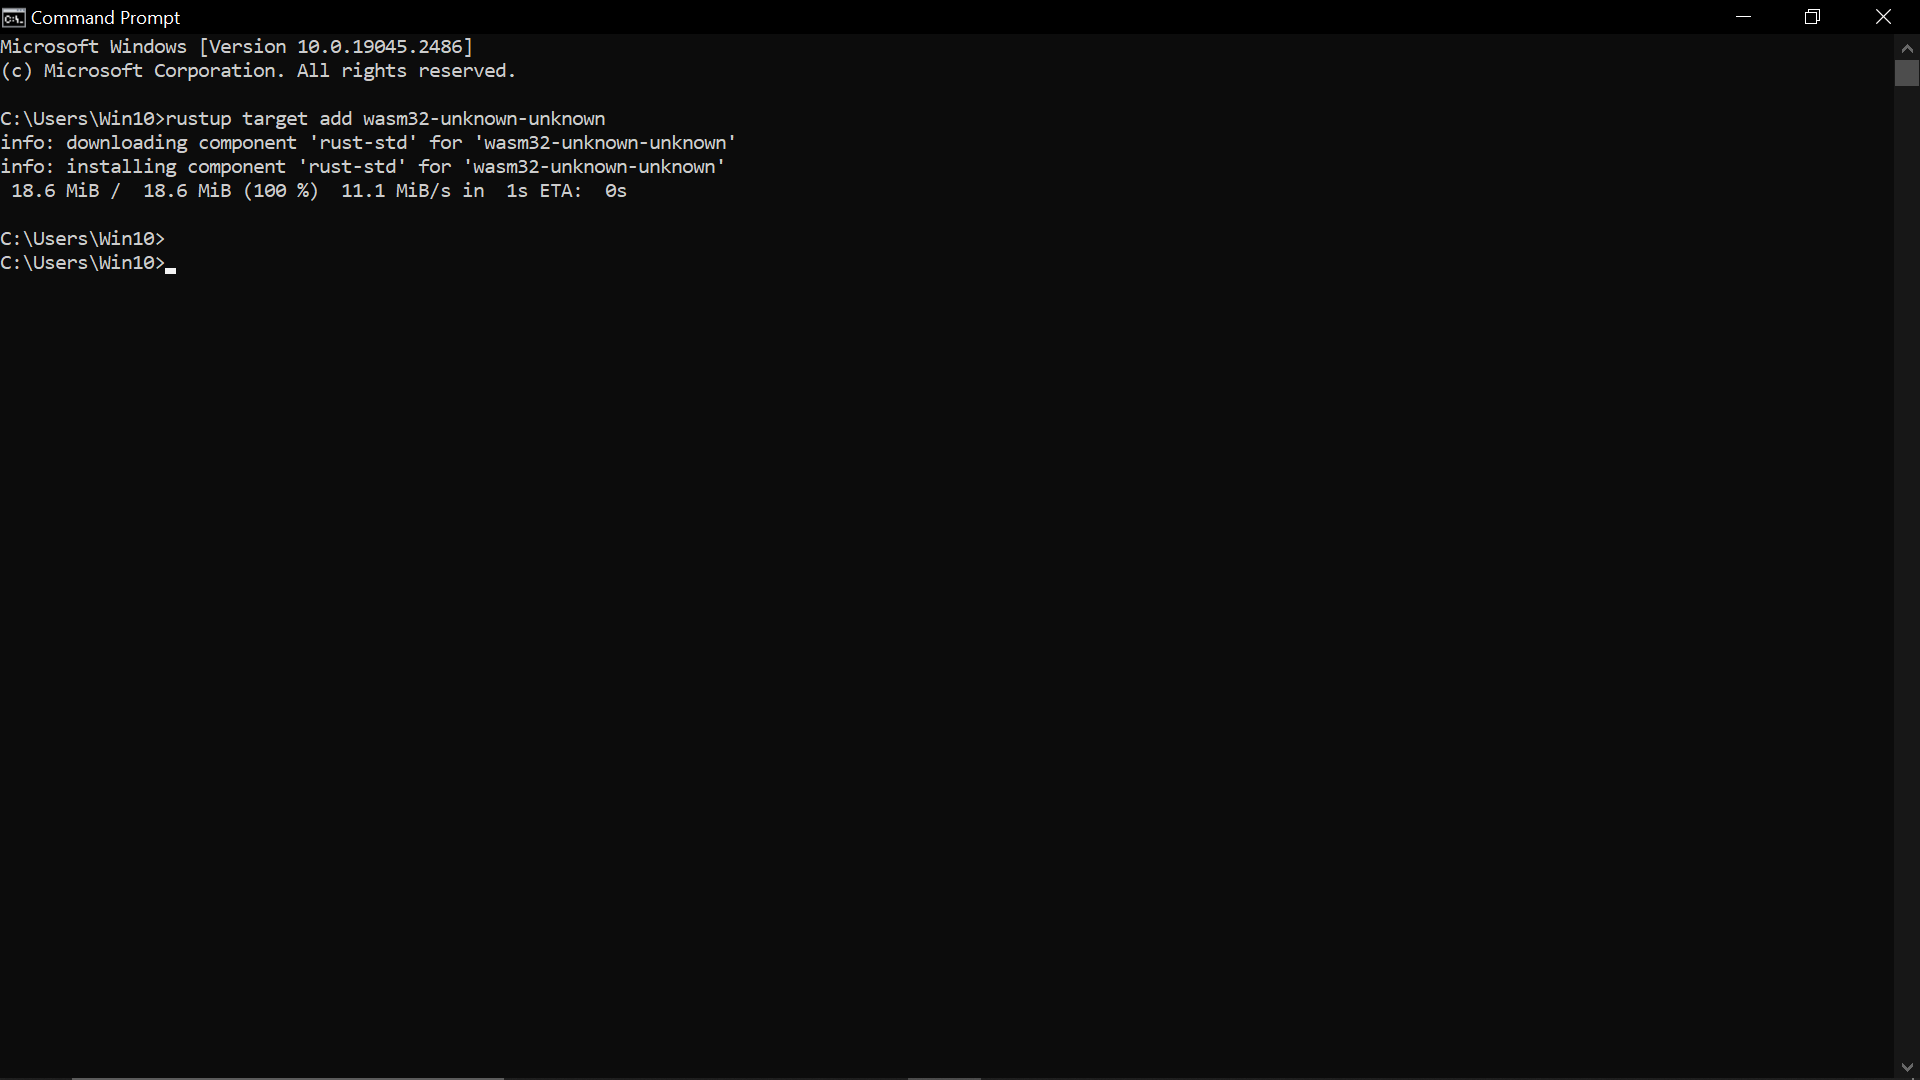 Command Prompt
Microsoft Windows [Version 10.0.19045.2486]
(c) Microsoft Corporation. All rights reserved.
C:\Users\Win10>rustup target add wasm32-unknown-unknown
info: downloading component 'rust-std' for 'wasm32-unknown-unknown'
info: installing component 'rust-std' for 'wasm32-unknown-unknown'
18.6 MiB / 18.6 MiB (100 %) 11.1 MiB/s in 1s ETA: 0s
C:\Users\Win10>
C:\Users\Win10>